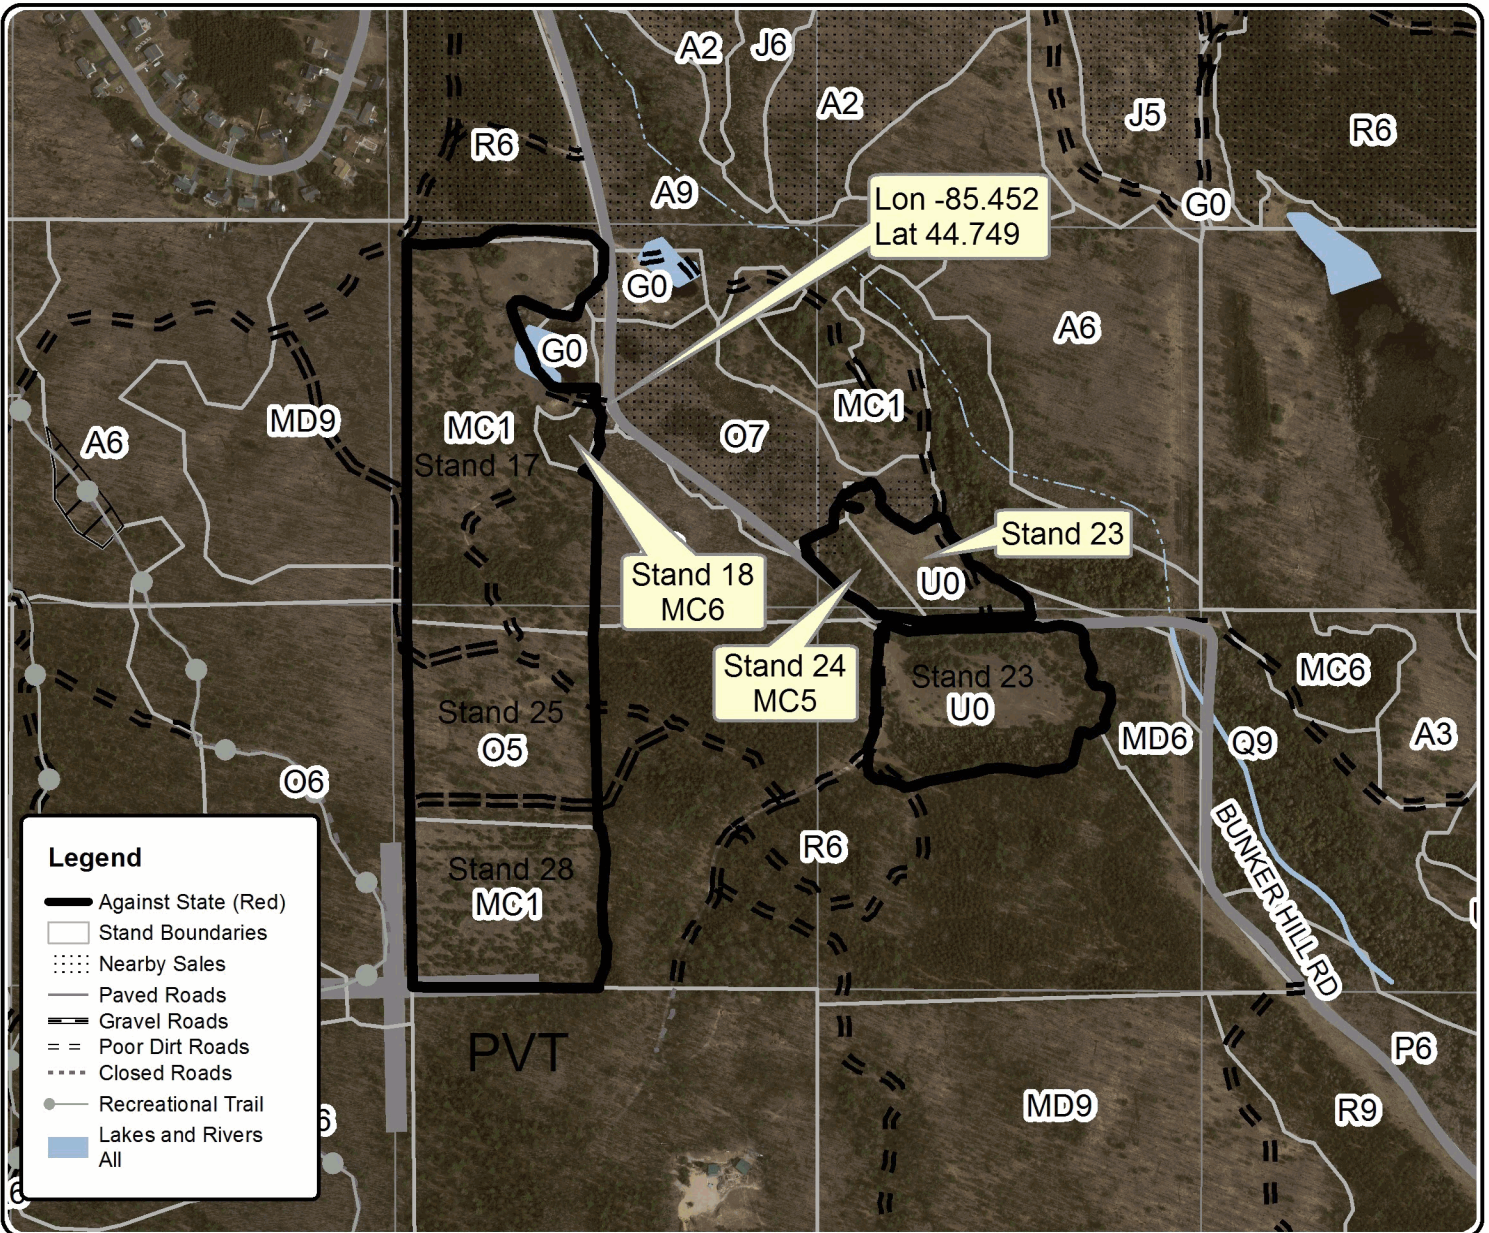 A2
J6
A2
J5
R6
R6
A9
G0
Lon -85.452
Lat 44.749
G0
A6
G0
MC1
O7
MD9
A6
MC1
Stand 17
Stand 23
Stand 18
MC6
U0
Stand 24
MC5
Stand 23
U0
MC6
Stand 25
O5
MD6
Q9
A3
O6
R6
BUNKER HILL RD
Stand 28
MC1
PVT
P6
MD9
R9
6
6
Legend
Against State (Red)
Stand Boundaries
Nearby Sales
Paved Roads
Gravel Roads
Poor Dirt Roads
Closed Roads
Recreational Trail
Lakes and Rivers
All